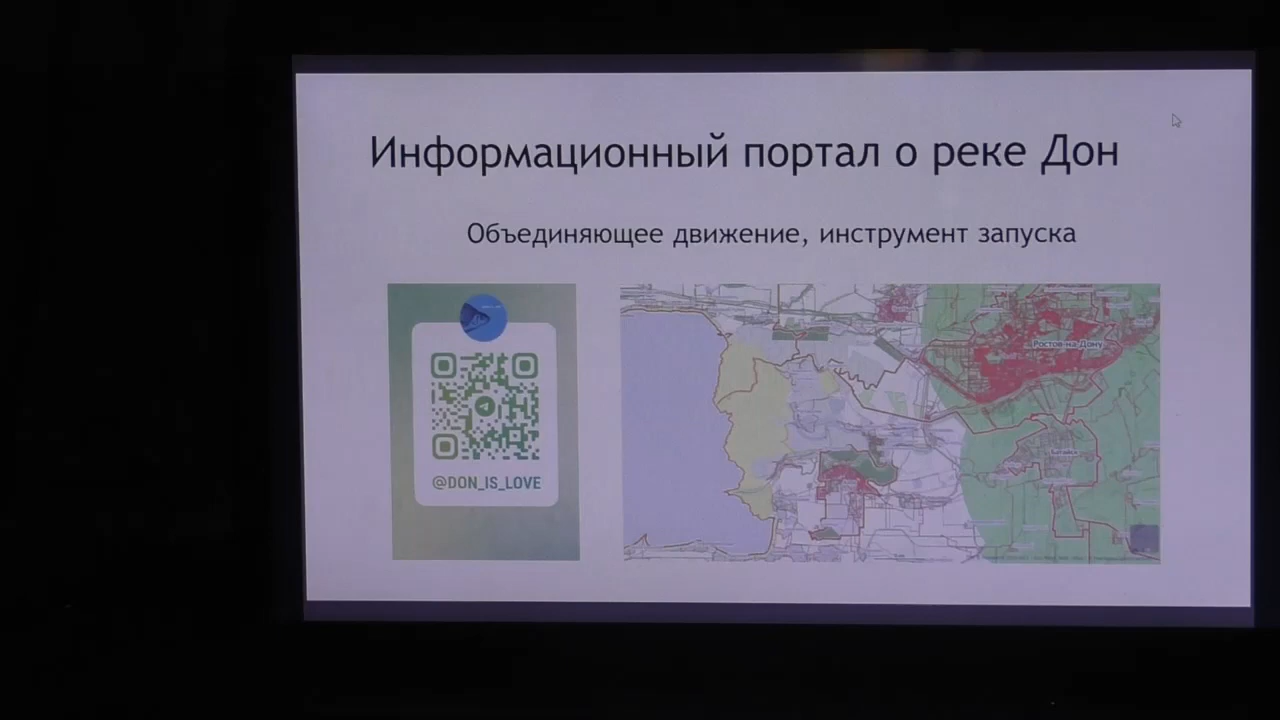 Информационный портал о реке Дон
Объединяющее движение, инструмент запуска
@DON_IS_LOVE
Ростов-на-Дону
Батайск